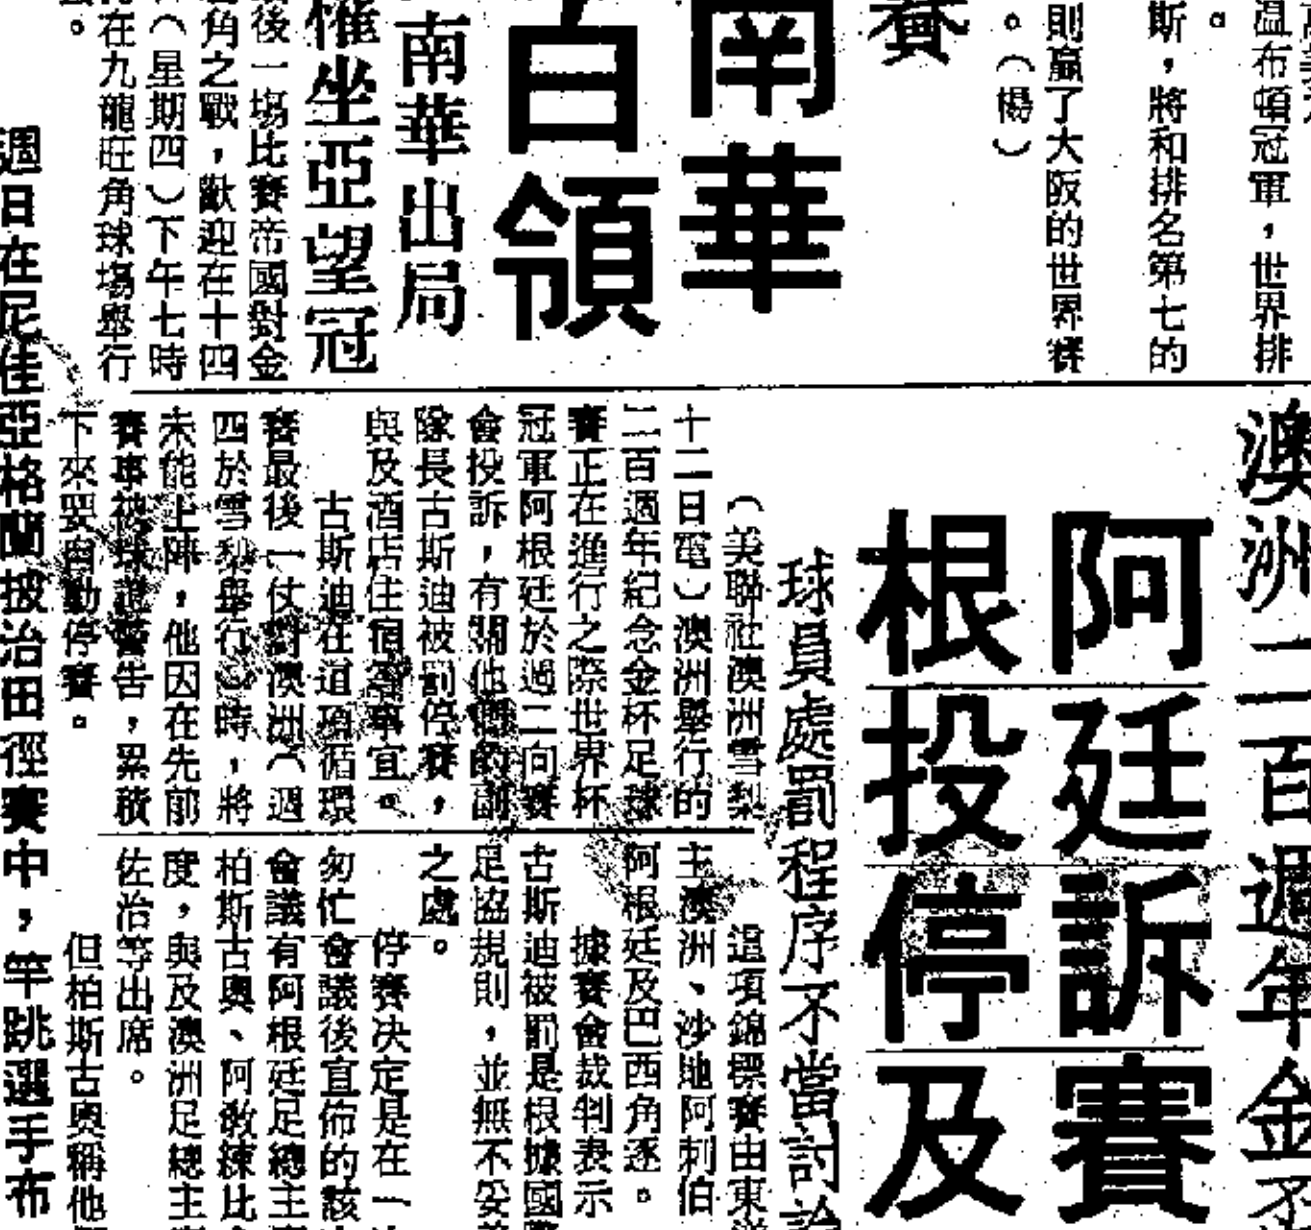 温布頓冠軍，世界排
斯，將和排名第七的
則贏了大阪的世界賽
。（楊）
賽
南華
白領
南華出局
權坐亞望冠
後一場比賽帝國對金
角之戰，歡迎在十四
（星期四）下午七時
在九龍旺角球場舉行
。
週日在尼佳亞格蘭披治田徑賽中，竿跳選手布
澳洲二百週年金杯
阿廷訴賽
根投停及
球員處罰程序不當討論
（美聯社澳洲雪梨
十二日電）澳洲舉行的
二百週年紀念金杯足球
賽正在進行之際世界杯
冠軍阿根廷於週二向賽
會投訴，有關他們的副
隊長古斯迪被罰停賽，
與及酒店住宿等事宜。
古斯迪在這項循環
賽最後一仗對澳洲（週
四於雪梨舉行）時，將
未能上陣，他因在先前
賽事被球證警告，累積
下來要自動停賽。
這項錦標賽由東
主澳洲、沙地阿剌伯
阿根廷及巴西角逐。
據賽會裁判表示
古斯迪被罰是根據國
足協規則，並無不妥
之處。
停賽決定是在一
匆忙會議後宣佈的該
會議有阿根廷足總主
柏斯古奧、阿教練比
度，與及澳洲足總主
佐治等出席。
但柏斯古奧稱他